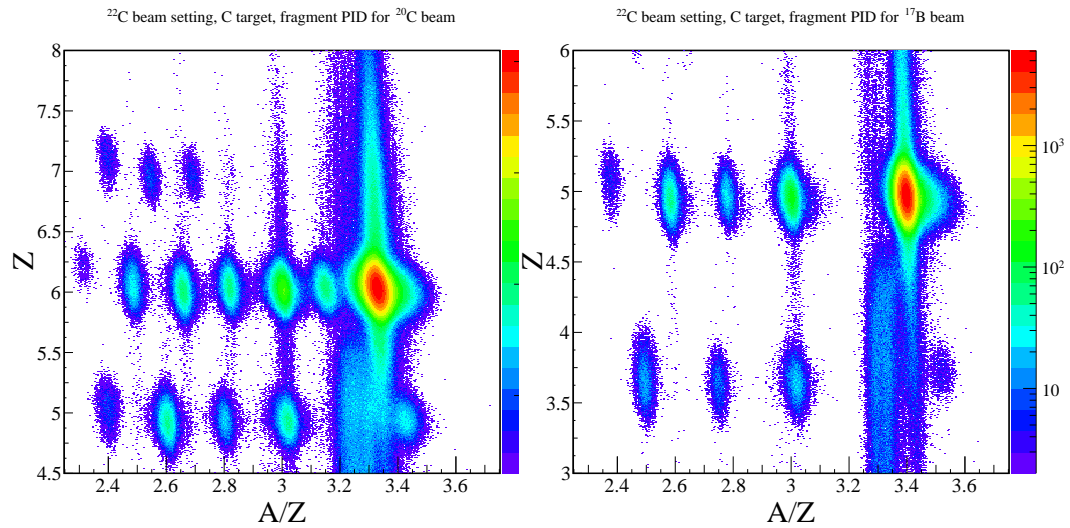 ²²C beam setting, C target, fragment PID for ²⁰C beam
8
7.5
7
6.5
Z
6
5.5
5
4.5
2.4 2.6 2.8 3 3.2 3.4 3.6
A/Z
²²C beam setting, C target, fragment PID for ¹⁷B beam
6
5.5
5
4.5
Z
4
3.5
3
2.4 2.6 2.8 3 3.2 3.4 3.6
A/Z
10³
10²
10